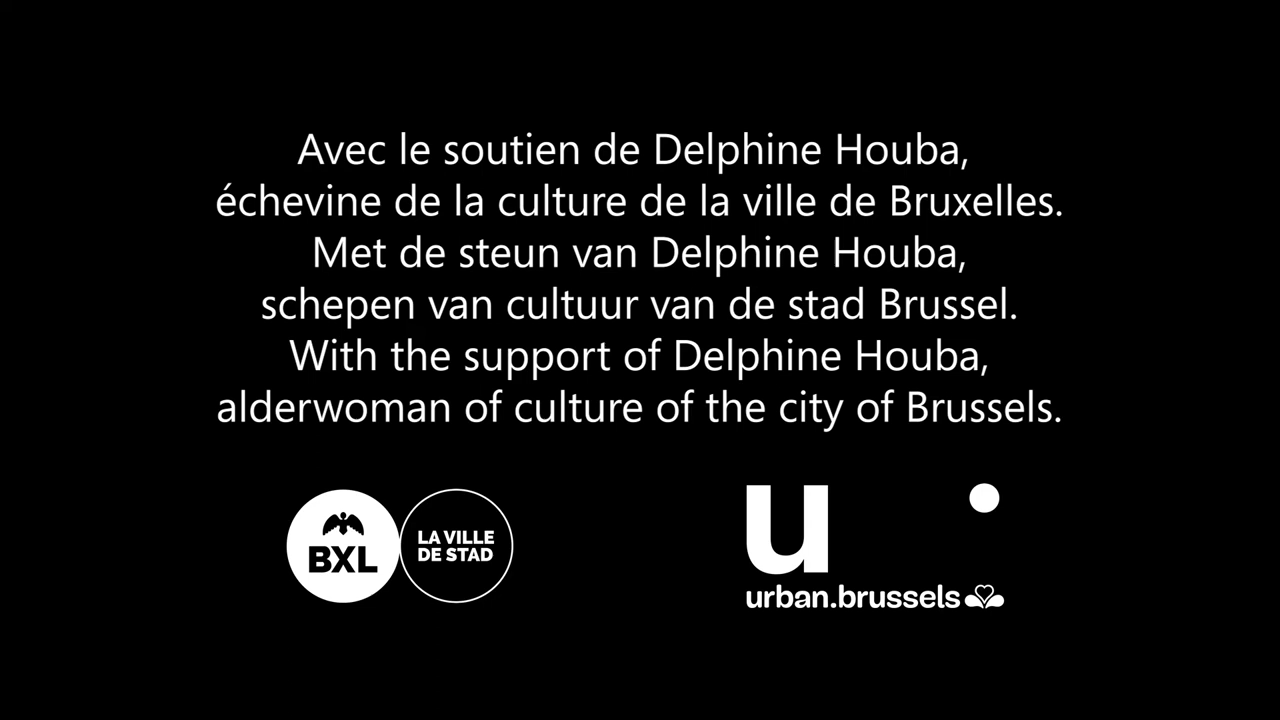 Avec le soutien de Delphine Houba,
échevine de la culture de la ville de Bruxelles.
Met de steun van Delphine Houba,
schepen van cultuur van de stad Brussel.
With the support of Delphine Houba,
alderwoman of culture of the city of Brussels.
BXL
LA VILLE
DE STAD
u
urban.brussels